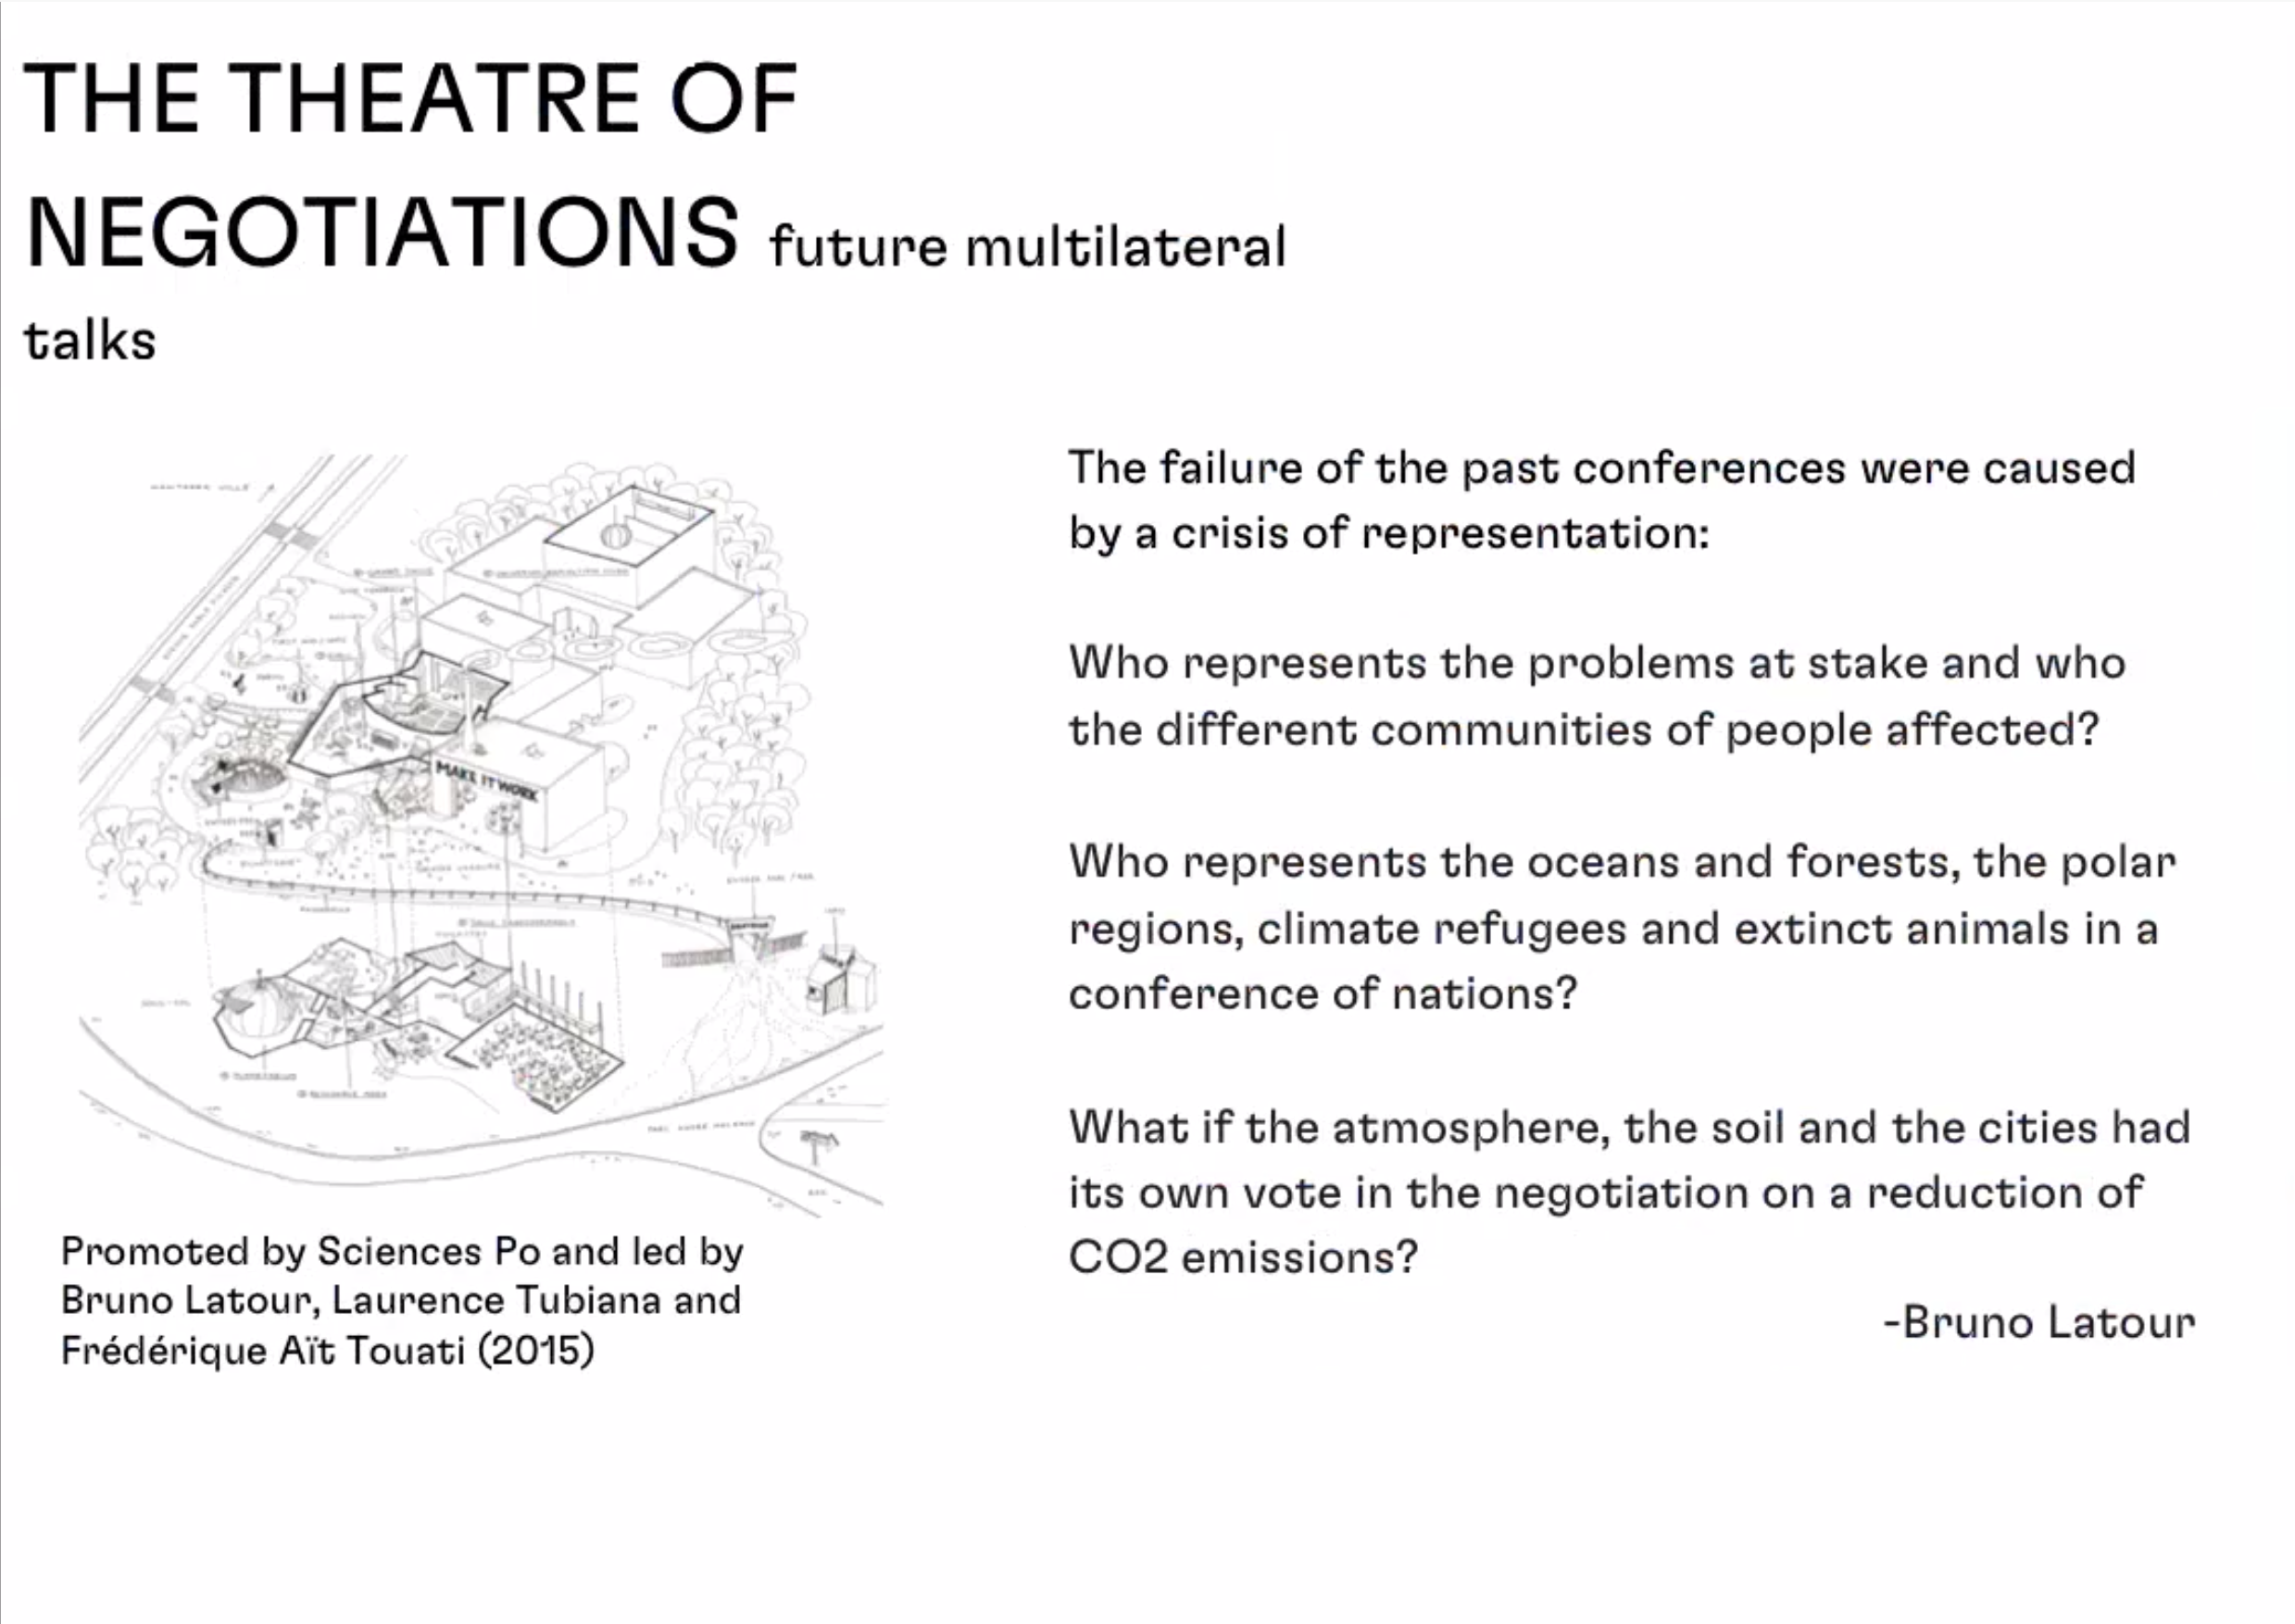 THE THEATRE OF
NEGOTIATIONS future multilateral
talks
MAKE IT WORK
The failure of the past conferences were caused
by a crisis of representation:
Who represents the problems at stake and who
the different communities of people affected?
Who represents the oceans and forests, the polar
regions, climate refugees and extinct animals in a
conference of nations?
What if the atmosphere, the soil and the cities had
its own vote in the negotiation on a reduction of
CO2 emissions?
-Bruno Latour
Promoted by Sciences Po and led by
Bruno Latour, Laurence Tubiana and
Frédérique Aït Touati (2015)